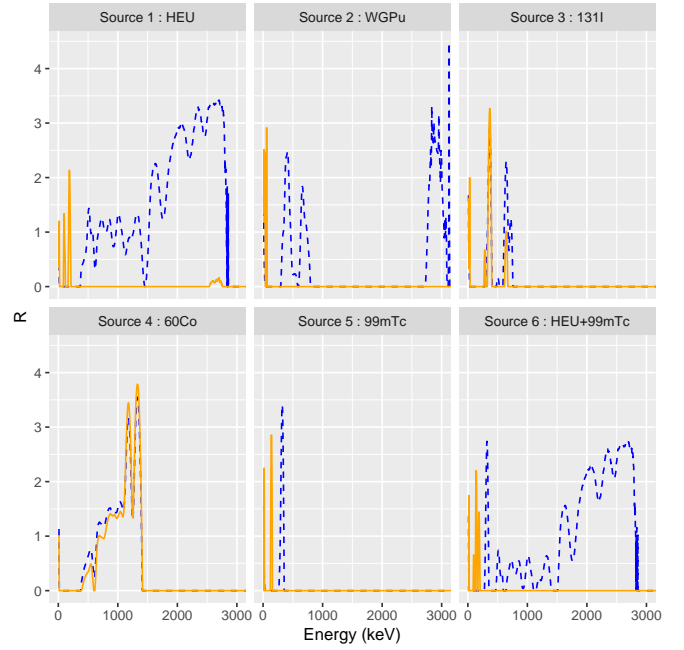 Source 1 : HEU
Source 2 : WGPu
Source 3 : 131I
4
3
2
1
0
R
Source 4 : 60Co
Source 5 : 99mTc
Source 6 : HEU+99mTc
4
3
2
1
0
0 1000 2000 3000
0 1000 2000 3000
0 1000 2000 3000
Energy (keV)